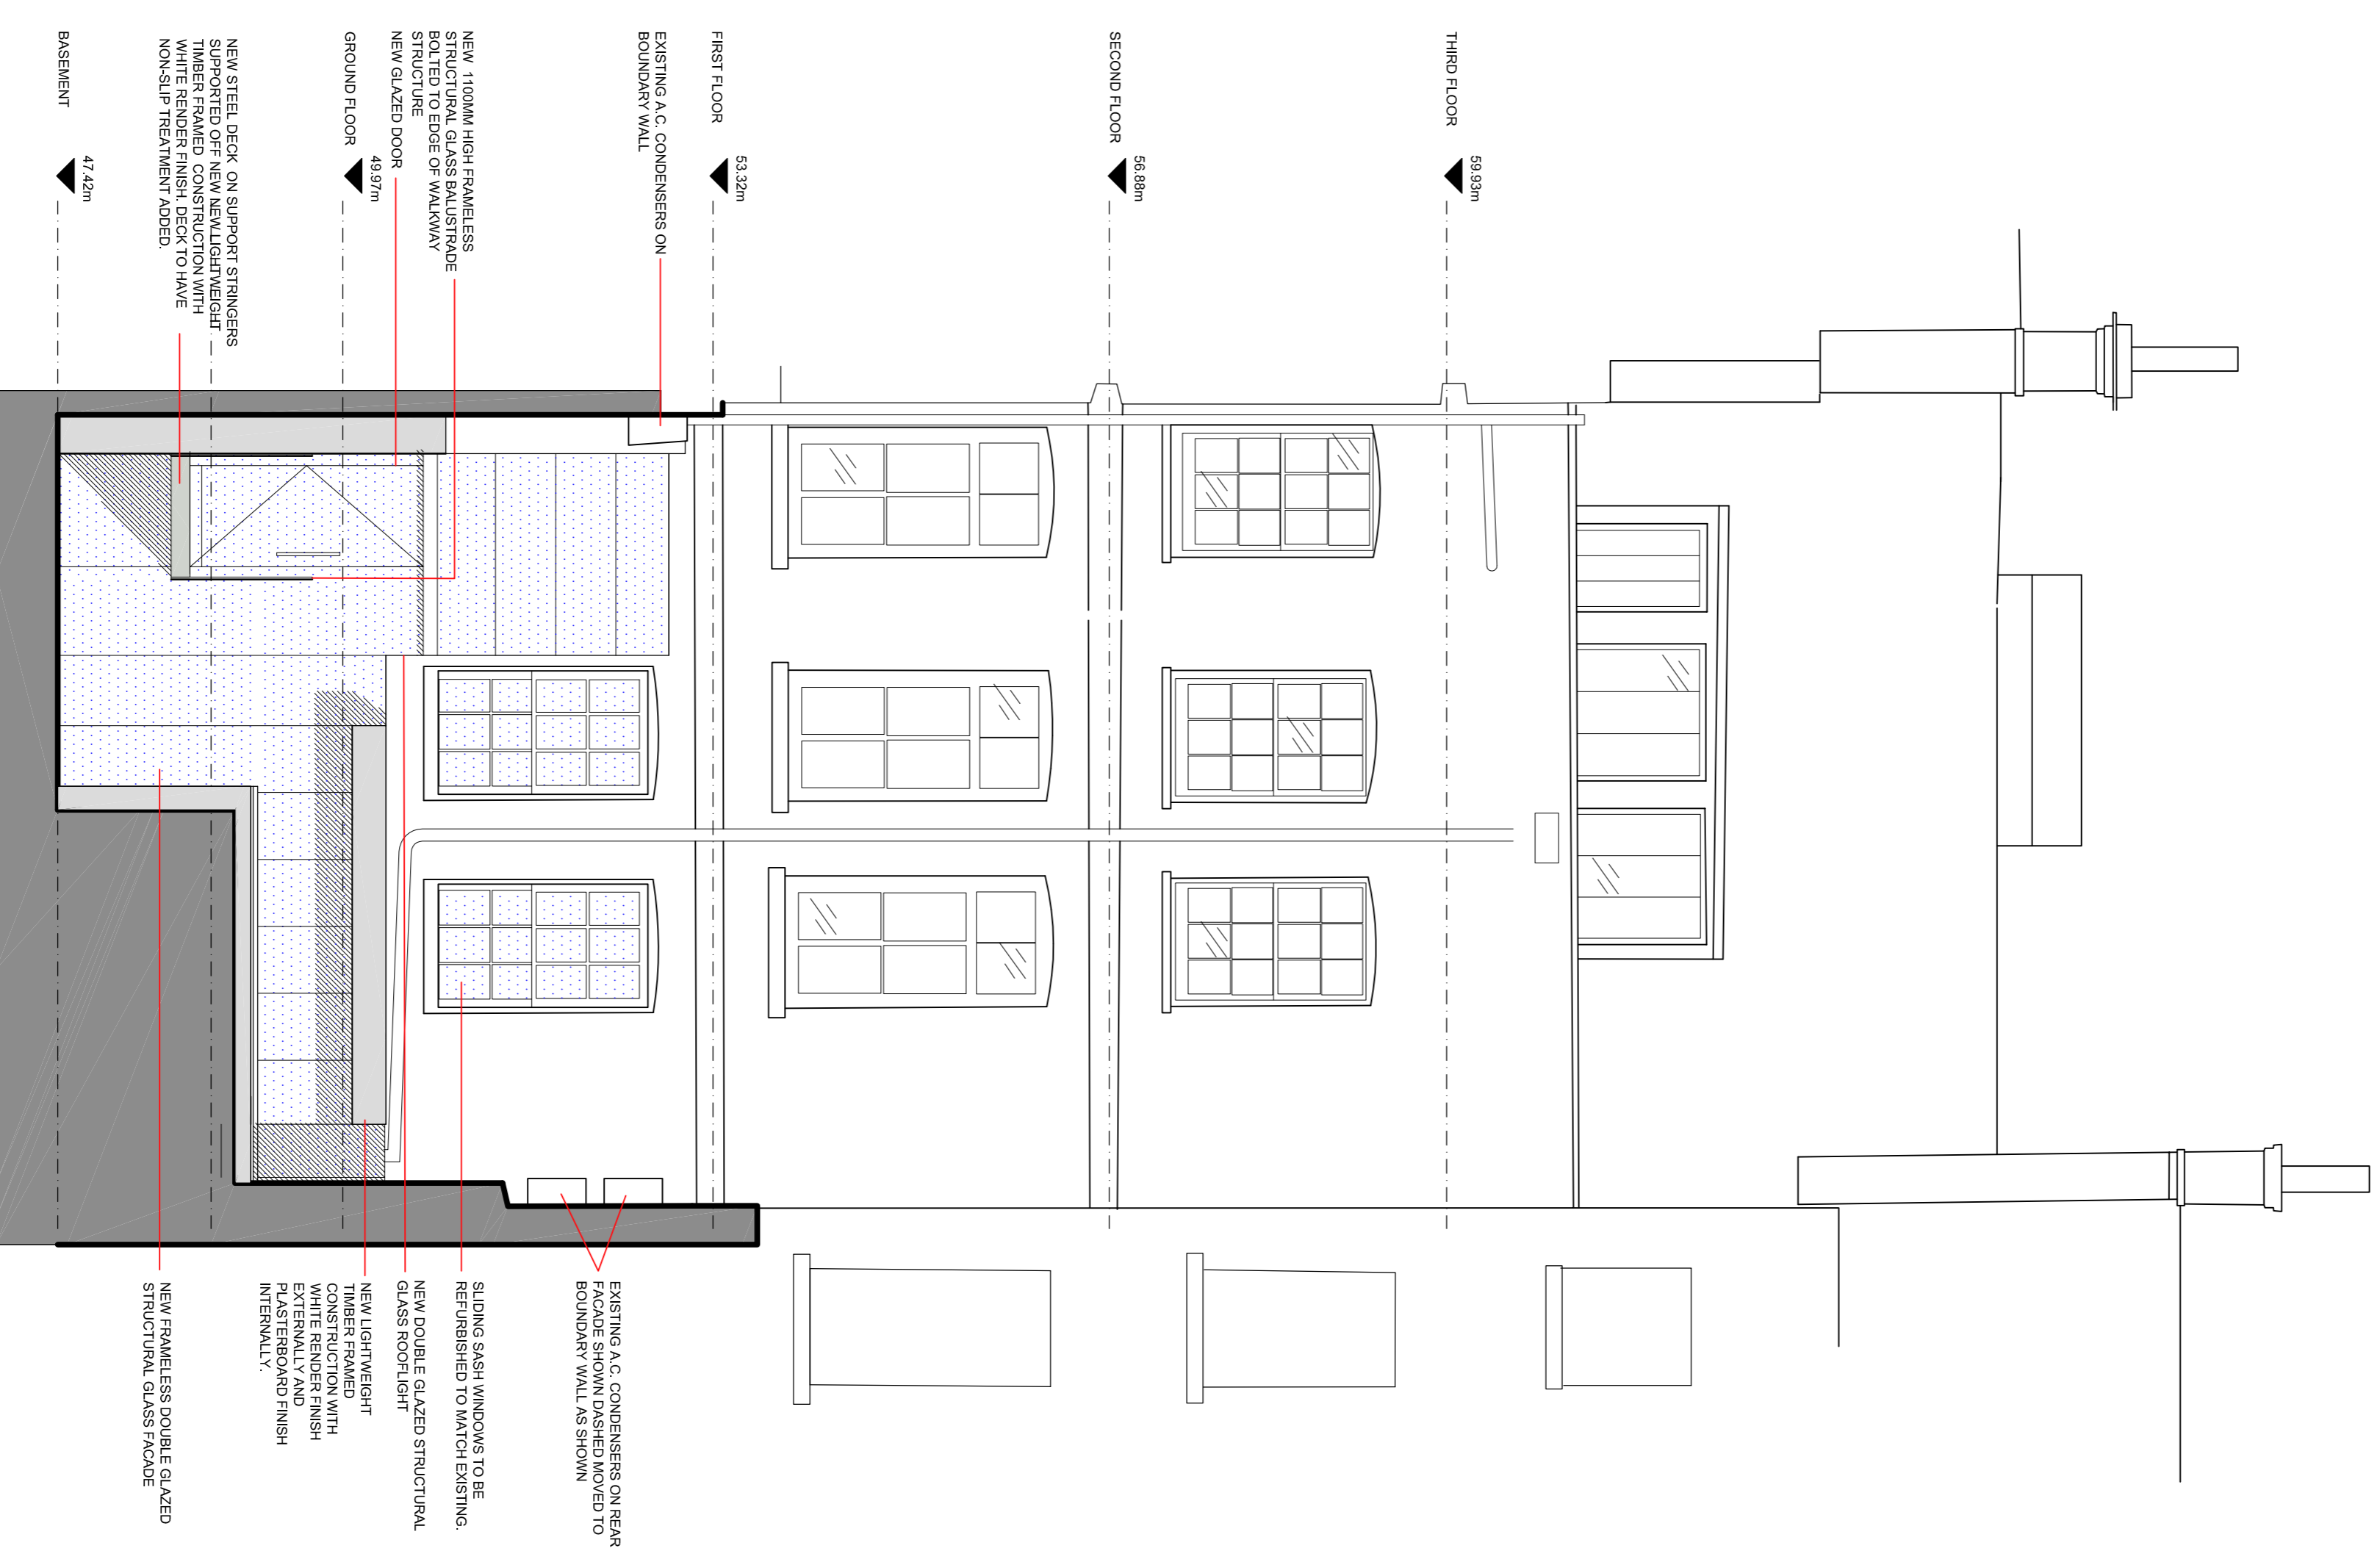 THIRD FLOOR
59.93m
SECOND FLOOR
56.88m
FIRST FLOOR
53.32m
EXISTING A.C. CONDENSERS ON
BOUNDARY WALL
NEW 1100MM HIGH FRAMELESS
STRUCTURAL GLASS BALUSTRADE
BOLTED TO EDGE OF WALKWAY
STRUCTURE
NEW GLAZED DOOR
GROUND FLOOR
49.97m
NEW STEEL DECK ON SUPPORT STRINGERS
SUPPORTED OFF NEW NEW LIGHTWEIGHT
TIMBER FRAMED CONSTRUCTION WITH
WHITE RENDER FINISH. DECK TO HAVE
NON-SLIP TREATMENT ADDED.
BASEMENT
47.42m
EXISTING A.C. CONDENSERS ON REAR
FACADE SHOWN DASHED MOVED TO
BOUNDARY WALL AS SHOWN
SLIDING SASH WINDOWS TO BE
REFURBISHED TO MATCH EXISTING.
NEW DOUBLE GLAZED STRUCTURAL
GLASS ROOFLIGHT
NEW LIGHTWEIGHT
TIMBER FRAMED
CONSTRUCTION WITH
WHITE RENDER FINISH
EXTERNALLY AND
PLASTERBOARD FINISH
INTERNALLY.
NEW FRAMELESS DOUBLE GLAZED
STRUCTURAL GLASS FACADE